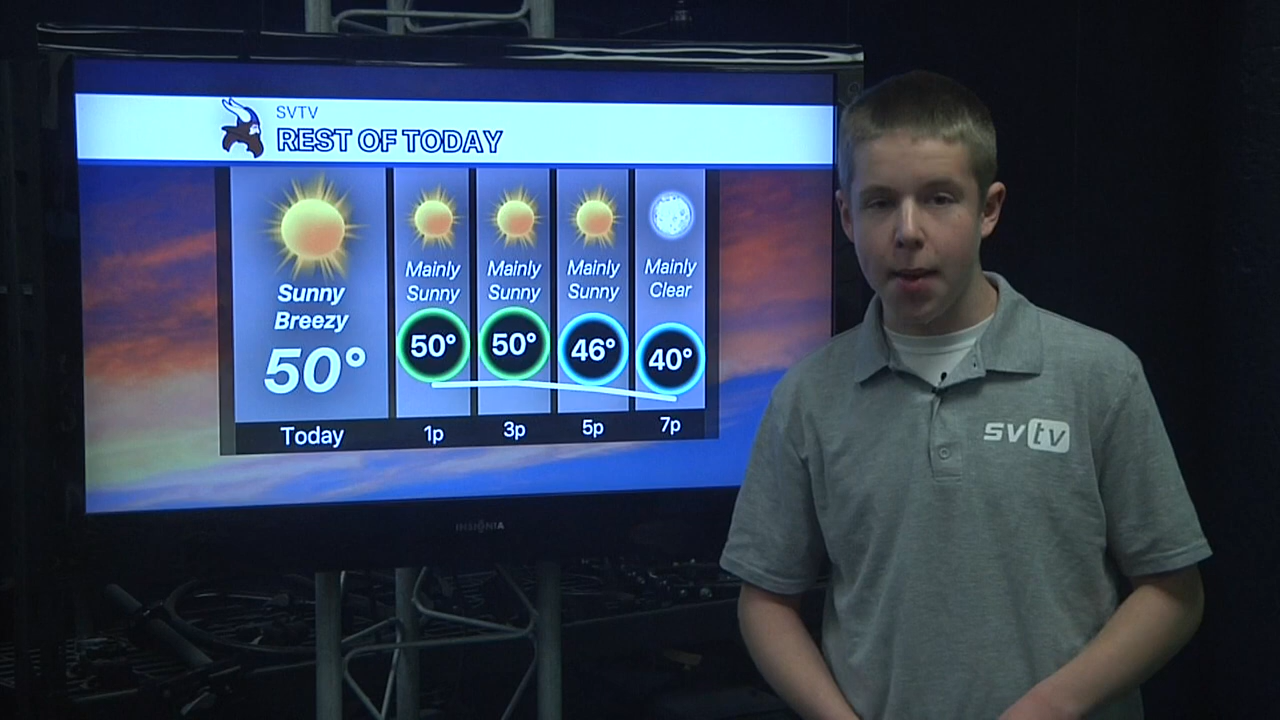 SVTV
REST OF TODAY
Sunny
Breezy
50°
Today
Mainly
Sunny
50°
1p
Mainly
Sunny
50°
3p
Mainly
Sunny
46°
5p
Mainly
Clear
40°
7p
INSIGNIA
svtv